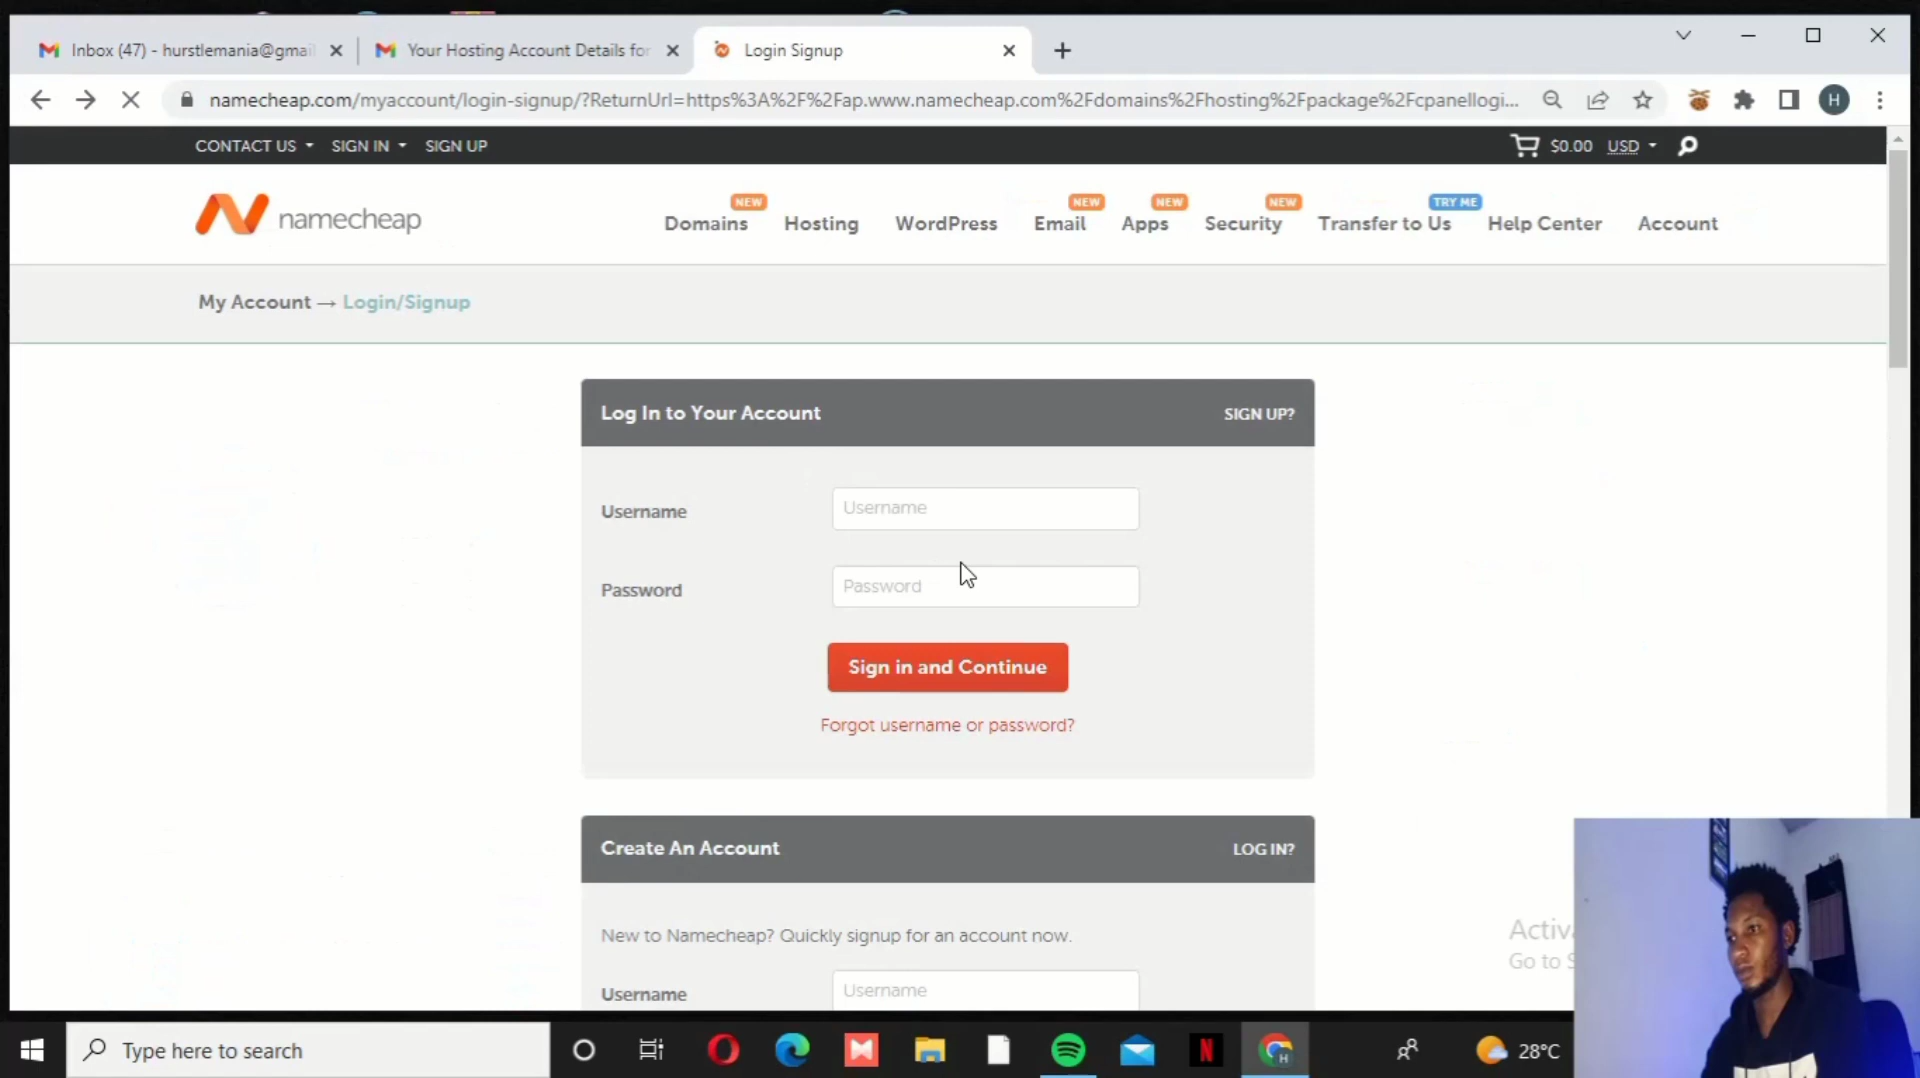 Inbox (47) - hurstlemania@gmai
Your Hosting Account Details for
Login Signup
namecheap.com/myaccount/login-signup/?ReturnUrl=https%3A%2F%2Fap.www.namecheap.com%2Fdomains%2Fhosting%2Fpackage%2Fcpanellogi...
H
CONTACT US SIGN IN SIGN UP
$0.00 USD
namecheap
NEW NEW NEW NEW TRY ME
Domains Hosting WordPress Email Apps Security Transfer to Us Help Center Account
My Account → Login/Signup
Log In to Your Account SIGN UP?
Username Username
Password Password
Sign in and Continue
Forgot username or password?
Create An Account LOG IN?
New to Namecheap? Quickly signup for an account now.
Username Username
Activ
Go to S
Type here to search
N
H
28°C